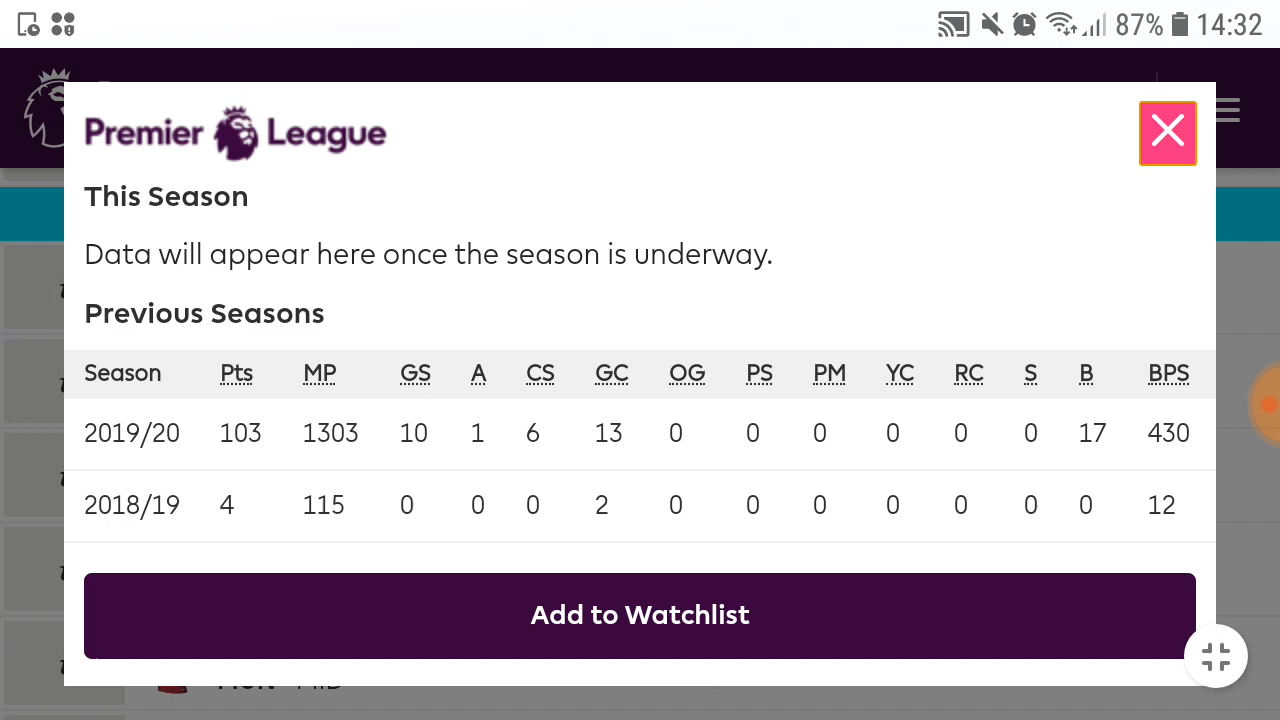 87% 14:32
Premier League
This Season
Data will appear here once the season is underway.
Previous Seasons
Season Pts MP GS A CS GC OG PS PM YC RC S B BPS
2019/20 103 1303 10 1 6 13 0 0 0 0 0 0 17 430
2018/19 4 115 0 0 0 2 0 0 0 0 0 0 0 12
Add to Watchlist